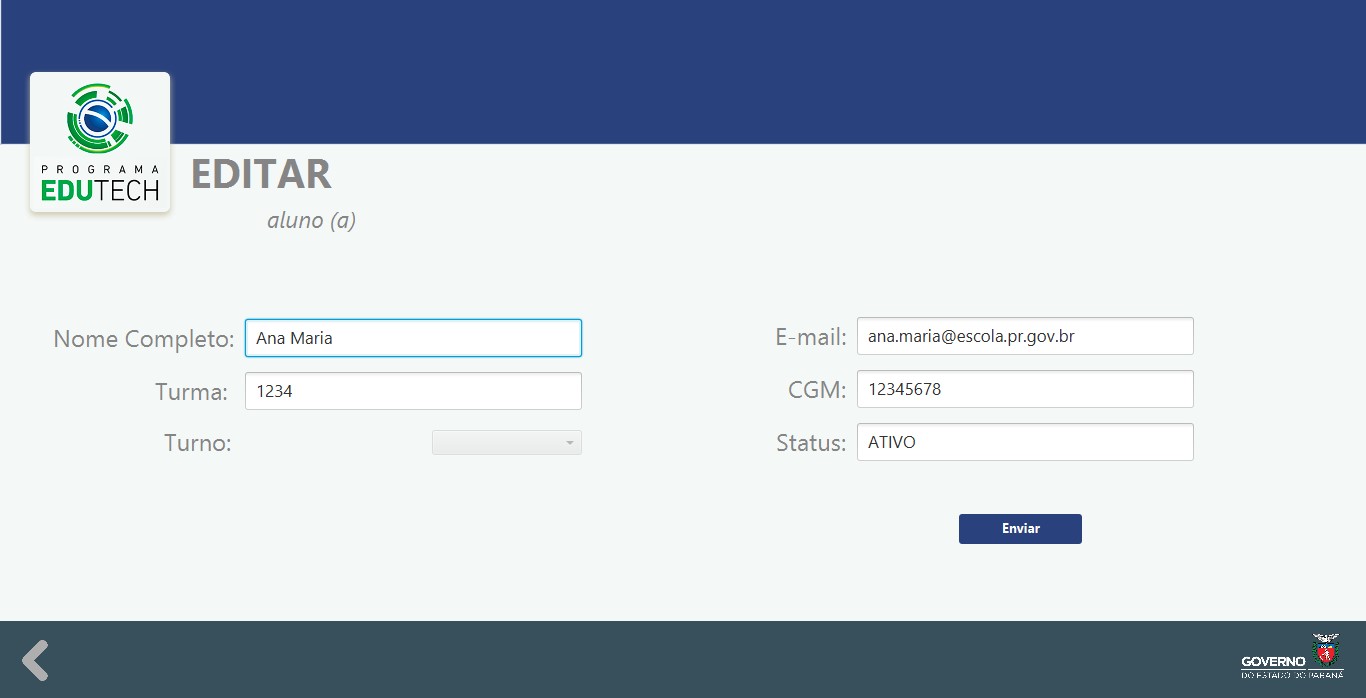 PROGRAMA
EDUTECH
EDITAR
aluno (a)
Nome Completo: Ana Maria
Turma: 1234
Turno:
E-mail: ana.maria@escola.pr.gov.br
CGM: 12345678
Status: ATIVO
Enviar
GOVERNO
DO ESTADO DO PARANÁ